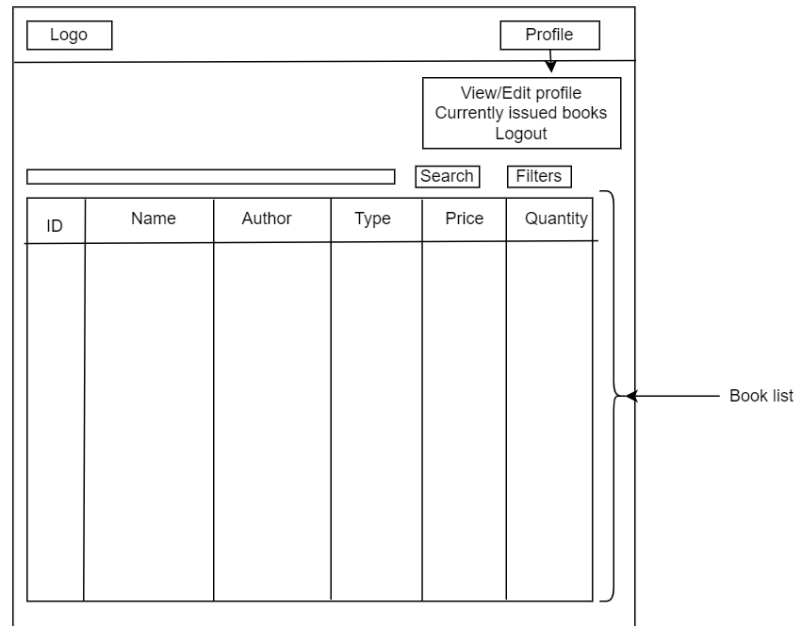 Logo
Profile
View/Edit profile
Currently issued books
Logout
Search
Filters
ID
Name
Author
Type
Price
Quantity
Book list